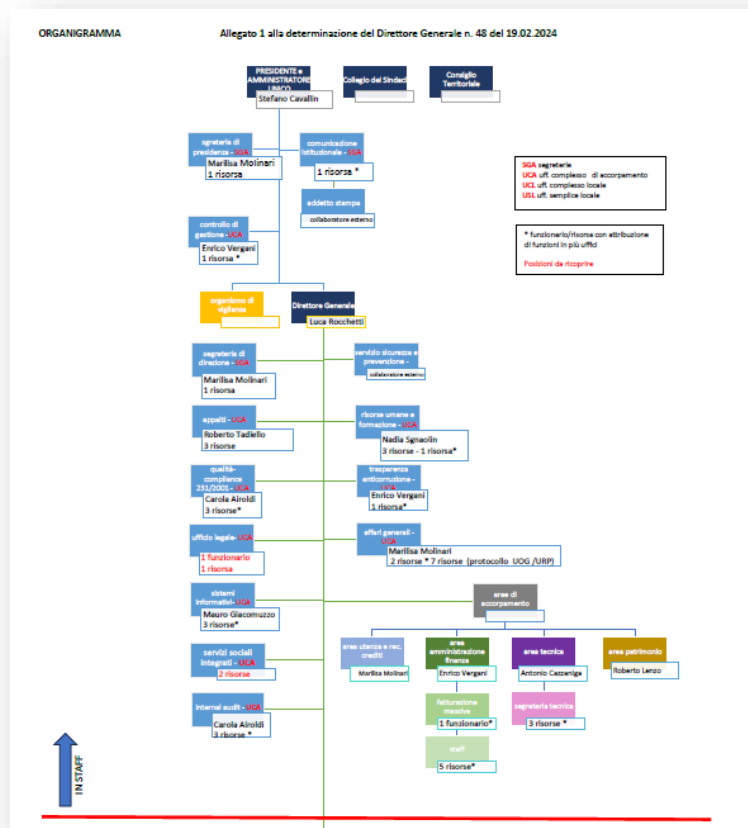 ORGANIGRAMMA
Allegato 1 alla determinazione del Direttore Generale n. 48 del 19.02.2024
PRESIDENTE e
AMMINISTRATORE
UNICO
Stefano Cavallin
Collegio dei Sindaci
Consiglio
Territoriale
sgreteria di
presidenza - SGA
Marilisa Molinari
1 risorsa
comunicazione
istituzionale - SGA
1 risorsa *
addetto stampa
collaboratore esterno
SGA segreterie
UCA uff. complesso di accorpamento
UCL uff. complesso locale
USL uff. semplice locale
controllo di
gestione - UCA
Enrico Vergani
1 risorsa *
* funzionario/risorsa con attribuzione
di funzioni in più uffici
Posizioni da ricoprire
organismo di
vigilanza
Direttore Generale
Luca Rocchetti
segreteria di
direzione - SGA
Marilisa Molinari
1 risorsa
servizio sicurezza e
prevenzione -
collaboratore esterno
appalti - UCA
Roberto Tadiello
3 risorse
risorse umane e
formazione - UCA
Nadia Sgnaolin
3 risorse - 1 risorsa*
qualità-
compliance
231/2001 - UCA
Carola Airoldi
3 risorse*
trasparenza
anticorruzione -
UCA
Enrico Vergani
1 risorsa*
ufficio legale- UCA
1 funzionario
1 risorsa
affari generali -
UCA
Marilisa Molinari
2 risorse * 7 risorse (protocollo UOG /URP)
sistemi
informativi- UCA
Mauro Giacomuzzo
3 risorse*
area di
accorpamento
servizi sociali
integrati - UCA
2 risorse
area utenza e rec.
crediti
Marilisa Molinari
area
amministrazione
finanza
Enrico Vergani
area tecnica
Antonio Cazzaniga
area patrimonio
Roberto Lenzo
internal audit - UCA
Carola Airoldi
3 risorse *
fatturazione
massiva
1 funzionario*
segreteria tecnica
3 risorse *
staff
5 risorse*
IN STAFF